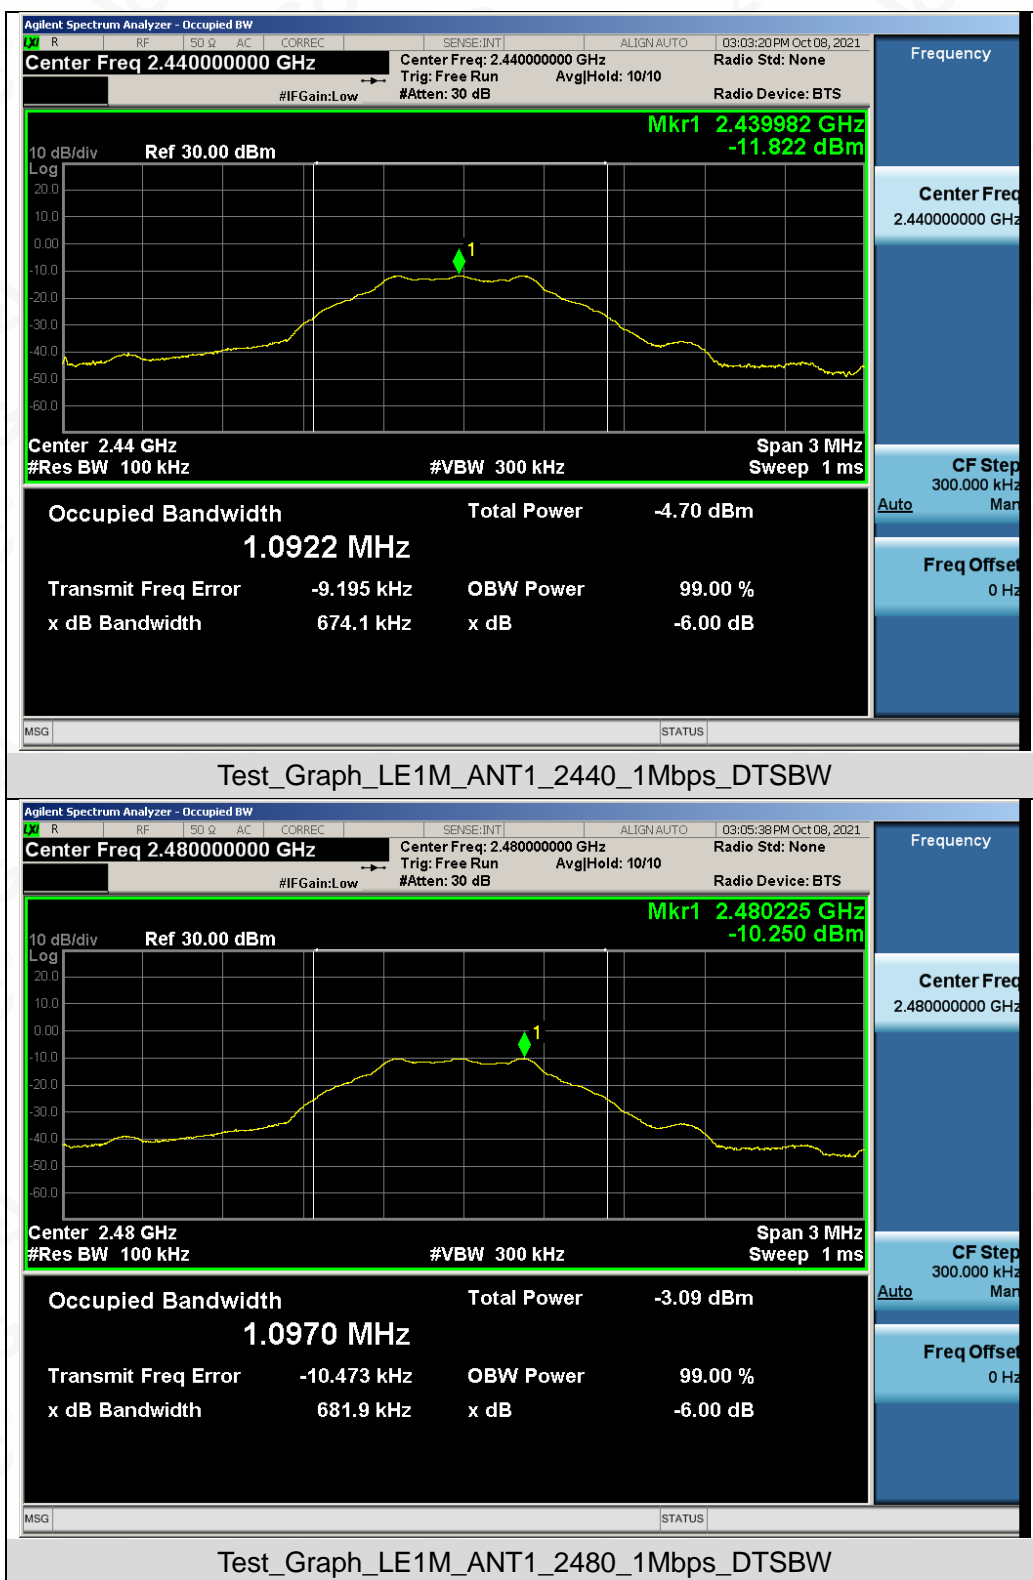 Agilent Spectrum Analyzer - Occupied BW
LXI R RF 50 Ω AC CORREC SENSE:INT ALIGN AUTO 03:03:20 PM Oct 08, 2021
Center Freq 2.440000000 GHz Center Freq: 2.440000000 GHz Radio Std: None
Trig: Free Run Avg|Hold: 10/10
#IFGain:Low #Atten: 30 dB Radio Device: BTS
Frequency
Mkr1 2.439982 GHz
-11.822 dBm
10 dB/div Ref 30.00 dBm
Log
20.0
10.0
0.00
-10.0
-20.0
-30.0
-40.0
-50.0
-60.0
1
Center 2.44 GHz Span 3 MHz
#Res BW 100 kHz #VBW 300 kHz Sweep 1 ms
Center Freq
2.440000000 GHz
CF Step
300.000 kHz
Auto Man
Freq Offset
0 Hz
Occupied Bandwidth Total Power -4.70 dBm
1.0922 MHz
Transmit Freq Error -9.195 kHz OBW Power 99.00 %
x dB Bandwidth 674.1 kHz x dB -6.00 dB
MSG STATUS
Test_Graph_LE1M_ANT1_2440_1Mbps_DTSBW
Agilent Spectrum Analyzer - Occupied BW
LXI R RF 50 Ω AC CORREC SENSE:INT ALIGN AUTO 03:05:38 PM Oct 08, 2021
Center Freq 2.480000000 GHz Center Freq: 2.480000000 GHz Radio Std: None
Trig: Free Run Avg|Hold: 10/10
#IFGain:Low #Atten: 30 dB Radio Device: BTS
Frequency
Mkr1 2.480225 GHz
-10.250 dBm
10 dB/div Ref 30.00 dBm
Log
20.0
10.0
0.00
-10.0
-20.0
-30.0
-40.0
-50.0
-60.0
1
Center 2.48 GHz Span 3 MHz
#Res BW 100 kHz #VBW 300 kHz Sweep 1 ms
Center Freq
2.480000000 GHz
CF Step
300.000 kHz
Auto Man
Freq Offset
0 Hz
Occupied Bandwidth Total Power -3.09 dBm
1.0970 MHz
Transmit Freq Error -10.473 kHz OBW Power 99.00 %
x dB Bandwidth 681.9 kHz x dB -6.00 dB
MSG STATUS
Test_Graph_LE1M_ANT1_2480_1Mbps_DTSBW